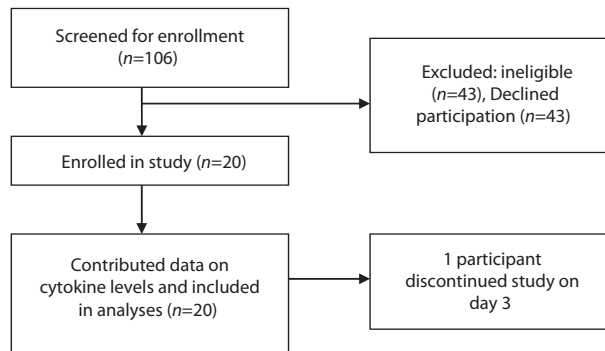 Screened for enrollment
(n=106)
Excluded: ineligible
(n=43), Declined
participation (n=43)
Enrolled in study (n=20)
Contributed data on
cytokine levels and included
in analyses (n=20)
1 participant
discontinued study on
day 3